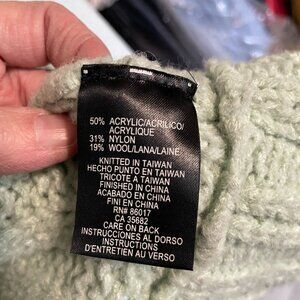 50% ACRYLIC/ACRILICO/
ACRYLIQUE
31% NYLON
19% WOOL/LANA/LAINE
KNITTED IN TAIWAN
HECHO PUNTO EN TAIWAN
TRICOTE A TAIWAN
FINISHED IN CHINA
ACABADO EN CHINA
FINI EN CHINA
RN# 86017
CA 35682
CARE ON BACK
INSTRUCCIONES AL DORSO
INSTRUCTIONS
D'ENTRETIEN AU VERSO